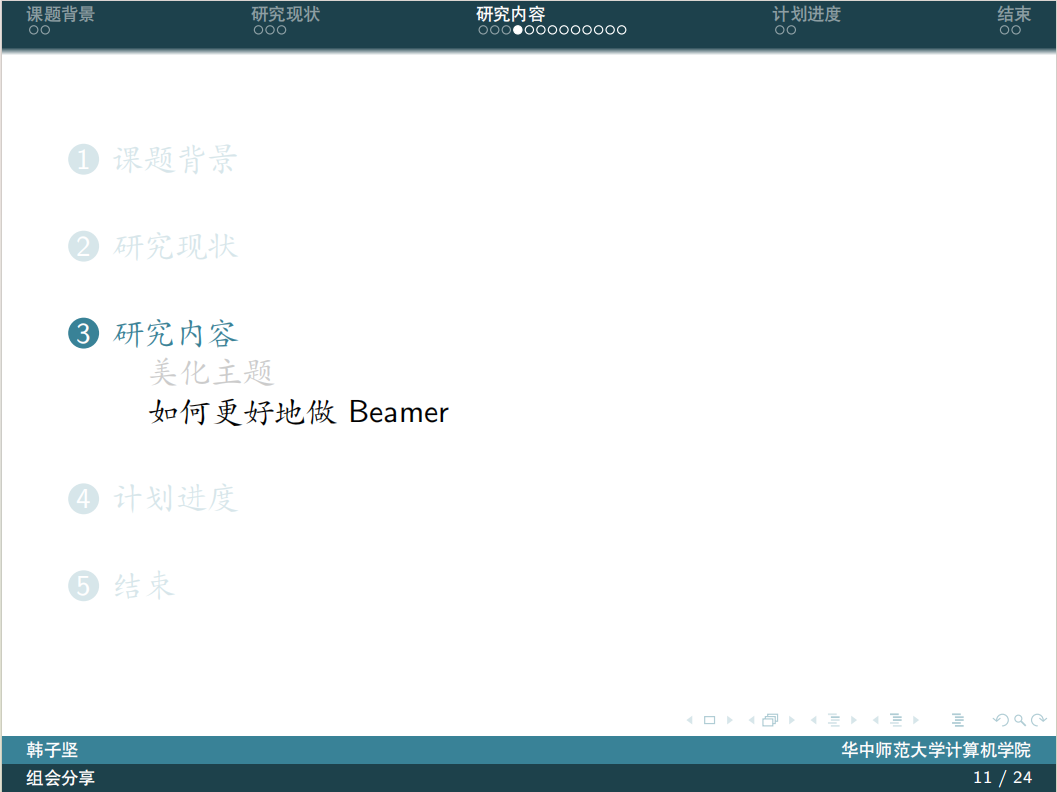 课题背景 研究现状 研究内容 计划进度 结束
1 课题背景
2 研究现状
3 研究内容
美化主题
如何更好地做 Beamer
4 计划进度
5 结束
韩子坚 华中师范大学计算机学院
组会分享 11 / 24